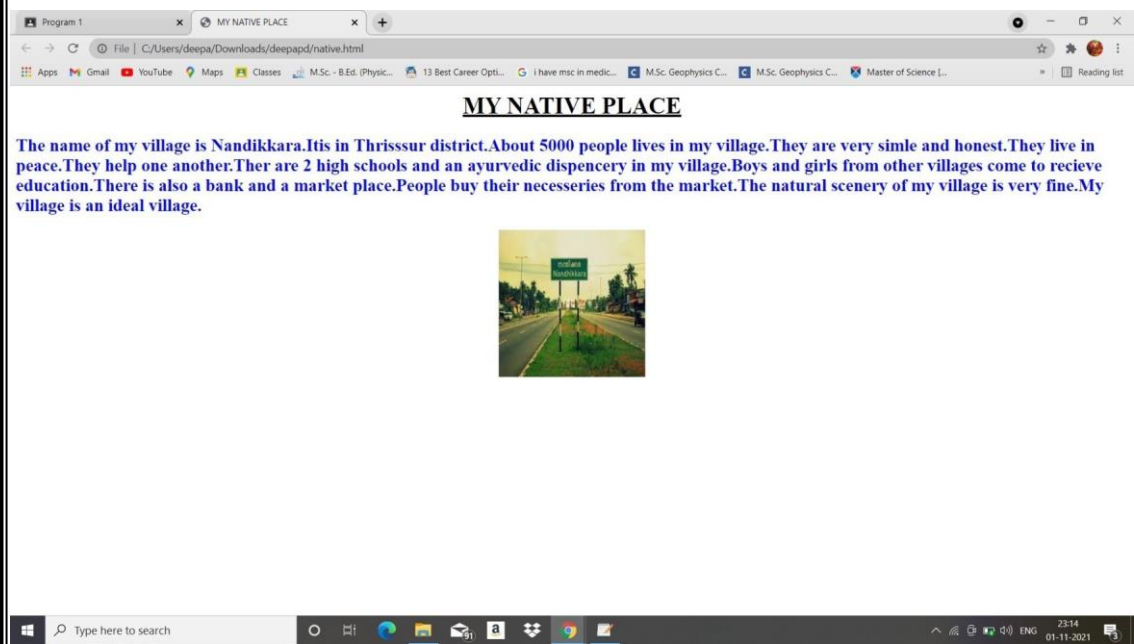 Program 1
MY NATIVE PLACE
File | C:/Users/deepa/Downloads/deepapd/native.html
Apps
Gmail
YouTube
Maps
Classes
M.Sc. - B.Ed. (Physic...
13 Best Career Opti...
i have msc in medic...
M.Sc. Geophysics C...
M.Sc. Geophysics C...
Master of Science [...
»
Reading list
MY NATIVE PLACE
The name of my village is Nandikkara.Itis in Thrisssur district.About 5000 people lives in my village.They are very simle and honest.They live in
peace.They help one another.Ther are 2 high schools and an ayurvedic dispencery in my village.Boys and girls from other villages come to recieve
education.There is also a bank and a market place.People buy their necesseries from the market.The natural scenery of my village is very fine.My
village is an ideal village.
Nandhikkara
Type here to search
91
a
ENG
23:14
01-11-2021